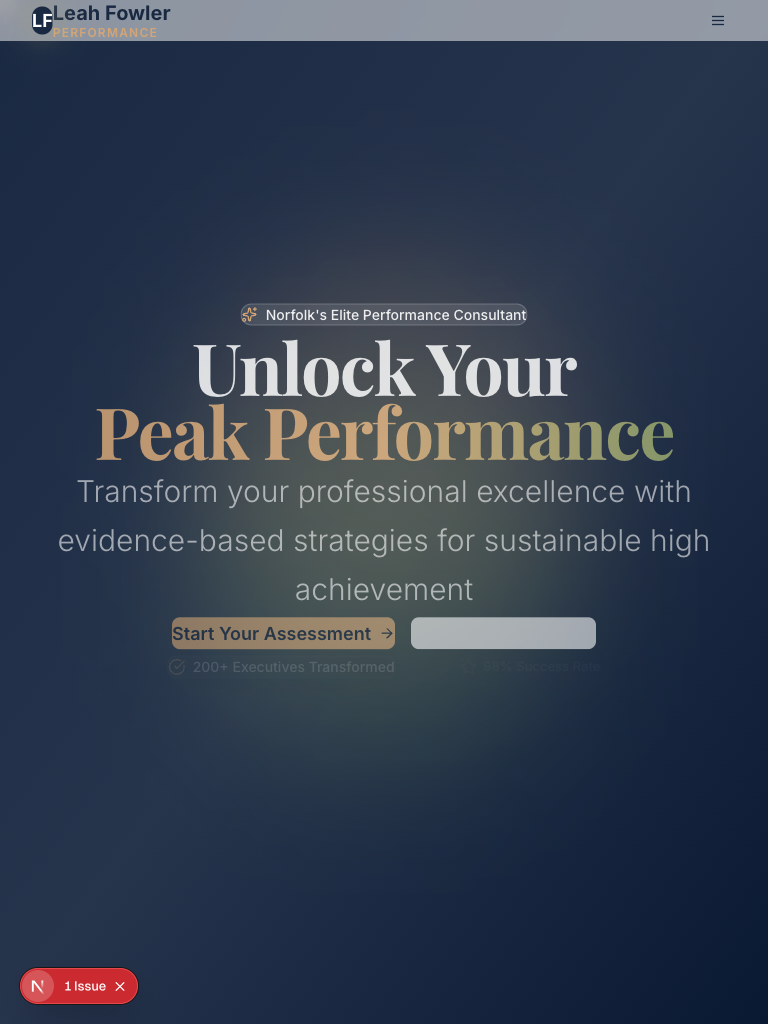 LF
Leah Fowler
PERFORMANCE
Norfolk's Elite Performance Consultant
Unlock Your
Peak Performance
Transform your professional excellence with
evidence-based strategies for sustainable high
achievement
Start Your Assessment
200+ Executives Transformed
Success Rate
1 Issue